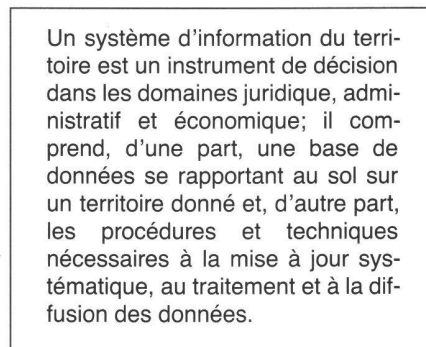 Un système d'information du terri-
toire est un instrument de décision
dans les domaines juridique, admi-
nistratif et économique; il com-
prend, d'une part, une base de
données se rapportant au sol sur
un territoire donné et, d'autre part,
les procédures et techniques
nécessaires à la mise à jour sys-
tématique, au traitement et à la dif-
fusion des données.